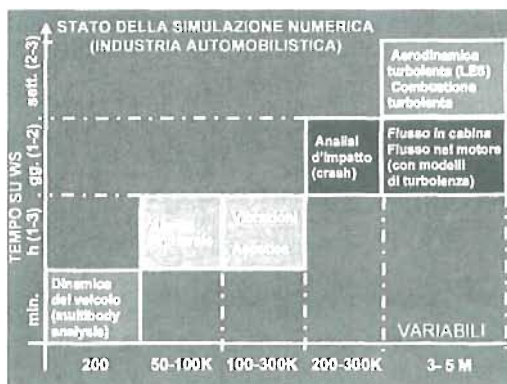 STATO DELLA SIMULAZIONE NUMERICA
(INDUSTRIA AUTOMOBILISTICA)
TEMPO SU WS
sett. (2-3)
gg. (1-2)
h (1-3)
min.
Aerodinamica
turbolenta (LES)
Combustione
turbolenta
Analisi
d'impatto
(crash)
Flusso in cabina
Flusso nel motore
(con modelli
di turbolenza)
Vibrazioni
Dinamica
del veicolo
(multibody
analysis)
VARIABILI
200
50-100K
100-300K
200-300K
3- 5 M